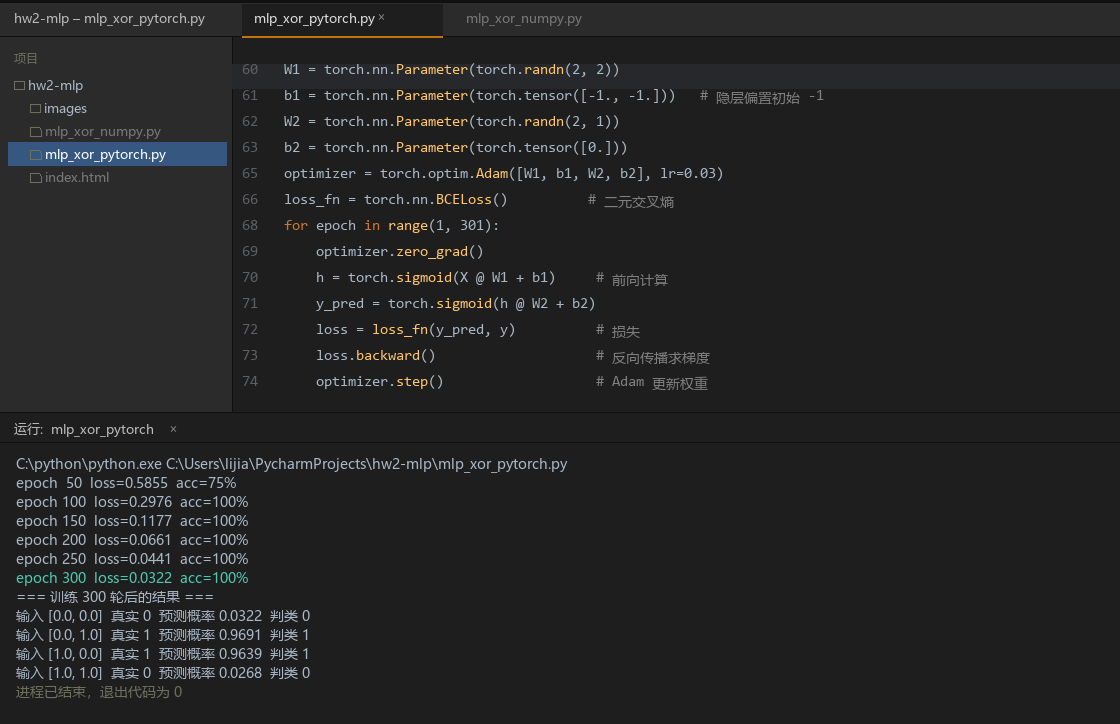 hw2-mlp – mlp_xor_pytorch.py
mlp_xor_pytorch.py ×
mlp_xor_numpy.py
项目
hw2-mlp
images
mlp_xor_numpy.py
mlp_xor_pytorch.py
index.html
60 W1 = torch.nn.Parameter(torch.randn(2, 2))
61 b1 = torch.nn.Parameter(torch.tensor([-1., -1.])) # 隐层偏置初始 -1
62 W2 = torch.nn.Parameter(torch.randn(2, 1))
63 b2 = torch.nn.Parameter(torch.tensor([0.]))
65 optimizer = torch.optim.Adam([W1, b1, W2, b2], lr=0.03)
66 loss_fn = torch.nn.BCELoss() # 二元交叉熵
68 for epoch in range(1, 301):
69 optimizer.zero_grad()
70 h = torch.sigmoid(X @ W1 + b1) # 前向计算
71 y_pred = torch.sigmoid(h @ W2 + b2)
72 loss = loss_fn(y_pred, y) # 损失
73 loss.backward() # 反向传播求梯度
74 optimizer.step() # Adam 更新权重
运行: mlp_xor_pytorch ×
C:\python\python.exe C:\Users\lijia\PycharmProjects\hw2-mlp\mlp_xor_pytorch.py
epoch 50 loss=0.5855 acc=75%
epoch 100 loss=0.2976 acc=100%
epoch 150 loss=0.1177 acc=100%
epoch 200 loss=0.0661 acc=100%
epoch 250 loss=0.0441 acc=100%
epoch 300 loss=0.0322 acc=100%
=== 训练 300 轮后的结果 ===
输入 [0.0, 0.0] 真实 0 预测概率 0.0322 判类 0
输入 [0.0, 1.0] 真实 1 预测概率 0.9691 判类 1
输入 [1.0, 0.0] 真实 1 预测概率 0.9639 判类 1
输入 [1.0, 1.0] 真实 0 预测概率 0.0268 判类 0
进程已结束，退出代码为 0